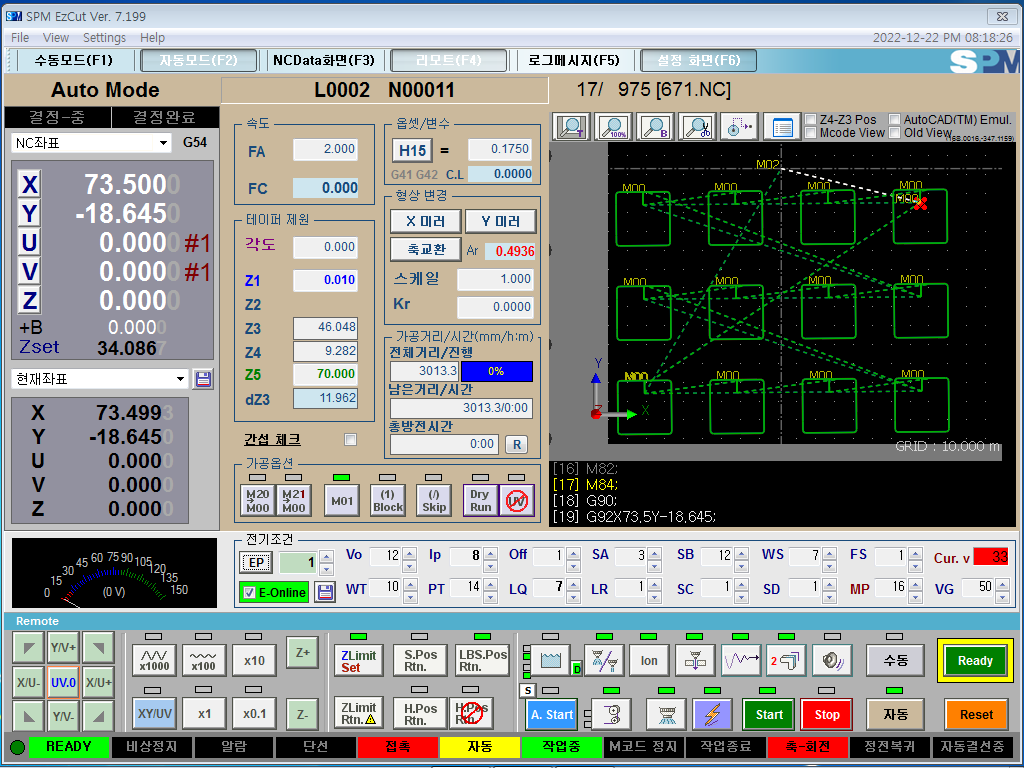 SPM EzCut Ver. 7.199
File View Settings Help
2022-12-22 PM 08:18:26
수동모드(F1) 자동모드(F2) NCData화면(F3) 리모트(F4) 로그메시지(F5) 설정 화면(F6) SPM
Auto Mode
L0002 N00011
17/ 975 [671.NC]
결정-중 결정완료
NC좌표 G54
X 73.5000
Y -18.6450
U 0.0000 #1
V 0.0000 #1
Z 0.0000
+B 0.0000
Zset 34.0867
현재좌표
X 73.4993
Y -18.6450
U 0.0000
V 0.0000
Z 0.0000
속도
FA 2.000
FC 0.000
테이퍼 제원
각도 0.000
Z1 0.010
Z2
Z3 46.048
Z4 9.282
Z5 70.000
dZ3 11.962
간섭 체크
옵셋/변수
H15 = 0.1750
G41 G42 C.L 0.0000
형상 변경
X 미러 Y 미러
축교환 Ar 0.4936
스케일 1.000
Kr 0.0000
가공거리/시간(mm/h:m)
전체거리/진행
3013.3 0%
남은거리/시간
3013.3/0:00
총방전시간
0:00 R
가공옵션
M20 M00
M21 M00
M01
(1) Block
(/) Skip
Dry Run
UV
T 100% B
Z4-Z3 Pos AutoCAD(TM) Emul.
Mcode View Old View
(68.0016,-347.1159)
M02
M00 M00 M00 M00
M00
M00 M00 M00 M00
M00 M00 M00 M00
Y
Z X
GRID : 10.000 m
[16] M82;
[17] M84;
[18] G90;
[19] G92X73.5Y-18.645;
0 15 30 45 60 75 90 105 120 135 150
(0 V)
전기조건
EP 1 Vo 12 Ip 8 Off 1 SA 3 SB 12 WS 7 FS 1 Cur. v 33
E-Online WT 10 PT 14 LQ 7 LR 1 SC 1 SD 1 MP 16 VG 50
Remote
Y/V+
X/U- UV.0 X/U+
Y/V-
x1000 x100 x10 Z+
XY/UV x1 x0.1 Z-
ZLimit Set
S.Pos Rtn.
LBS.Pos Rtn.
ZLimit Rtn.
H.Pos Rtn.
H.Pos Rtn.
D
Ion
2
수동
Ready
S
A. Start
Start
Stop
자동
Reset
READY 비상정지 알람 단선 접촉 자동 작업중 M코드 정지 작업종료 축-회전 정전복귀 자동결선중